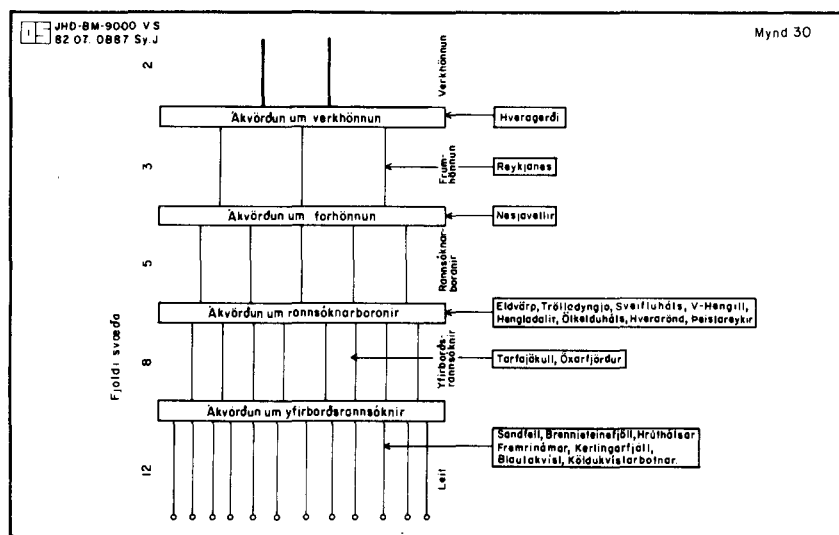 JHD-BM-9000 VS
82.07.0887 Sy.J
Mynd 30
2
Verkhönnun
Ákvörðun um verkhönnun
Hveragerði
3
Frum-
hönnun
Reykjanes
Ákvörðun um forhönnun
Nesjavellir
5
Rannsóknar-
boranir
Ákvörðun um rannsóknarboranir
Eldvörp, Trölladyngja, Sveifluháls, V-Hengill,
Hengladalir, Ölkelduháls, Hverarönd, Þeistareykir
Fjöldi svæða
8
Yfirborðs-
rannsóknir
Torfajökull, Öxarfjörður
Ákvörðun um yfirborðsrannsóknir
12
Leit
Sandfell, Brennisteinsfjöll, Hrúthálsar
Fremrinámar, Kerlingarfjöll,
Blautakvísl, Köldukvíslarbotnar.